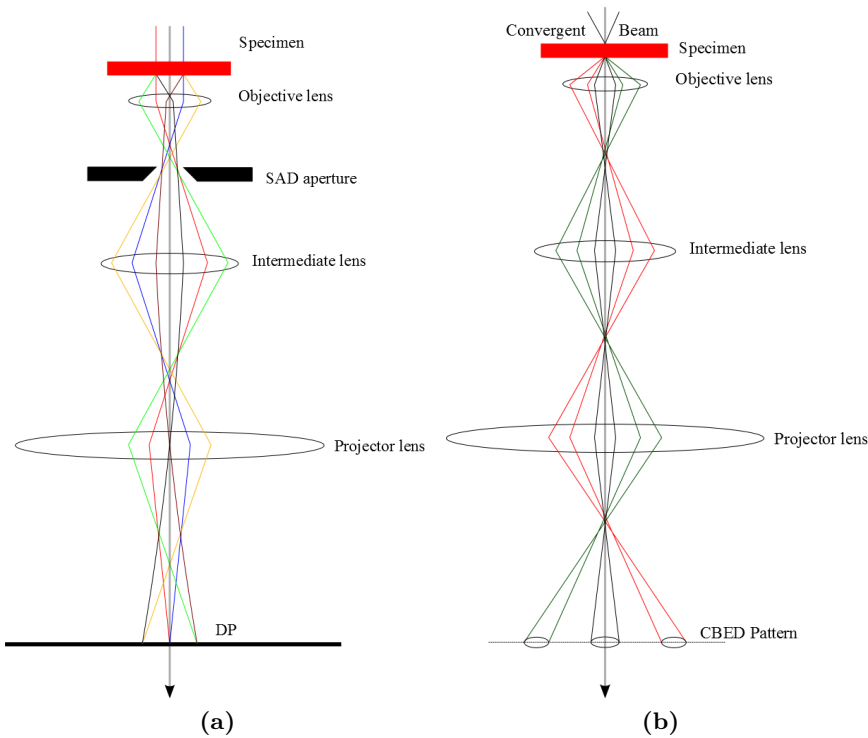 Specimen
Objective lens
SAD aperture
Intermediate lens
Projector lens
DP
(a)
Convergent Beam
Specimen
Objective lens
Intermediate lens
Projector lens
CBED Pattern
(b)